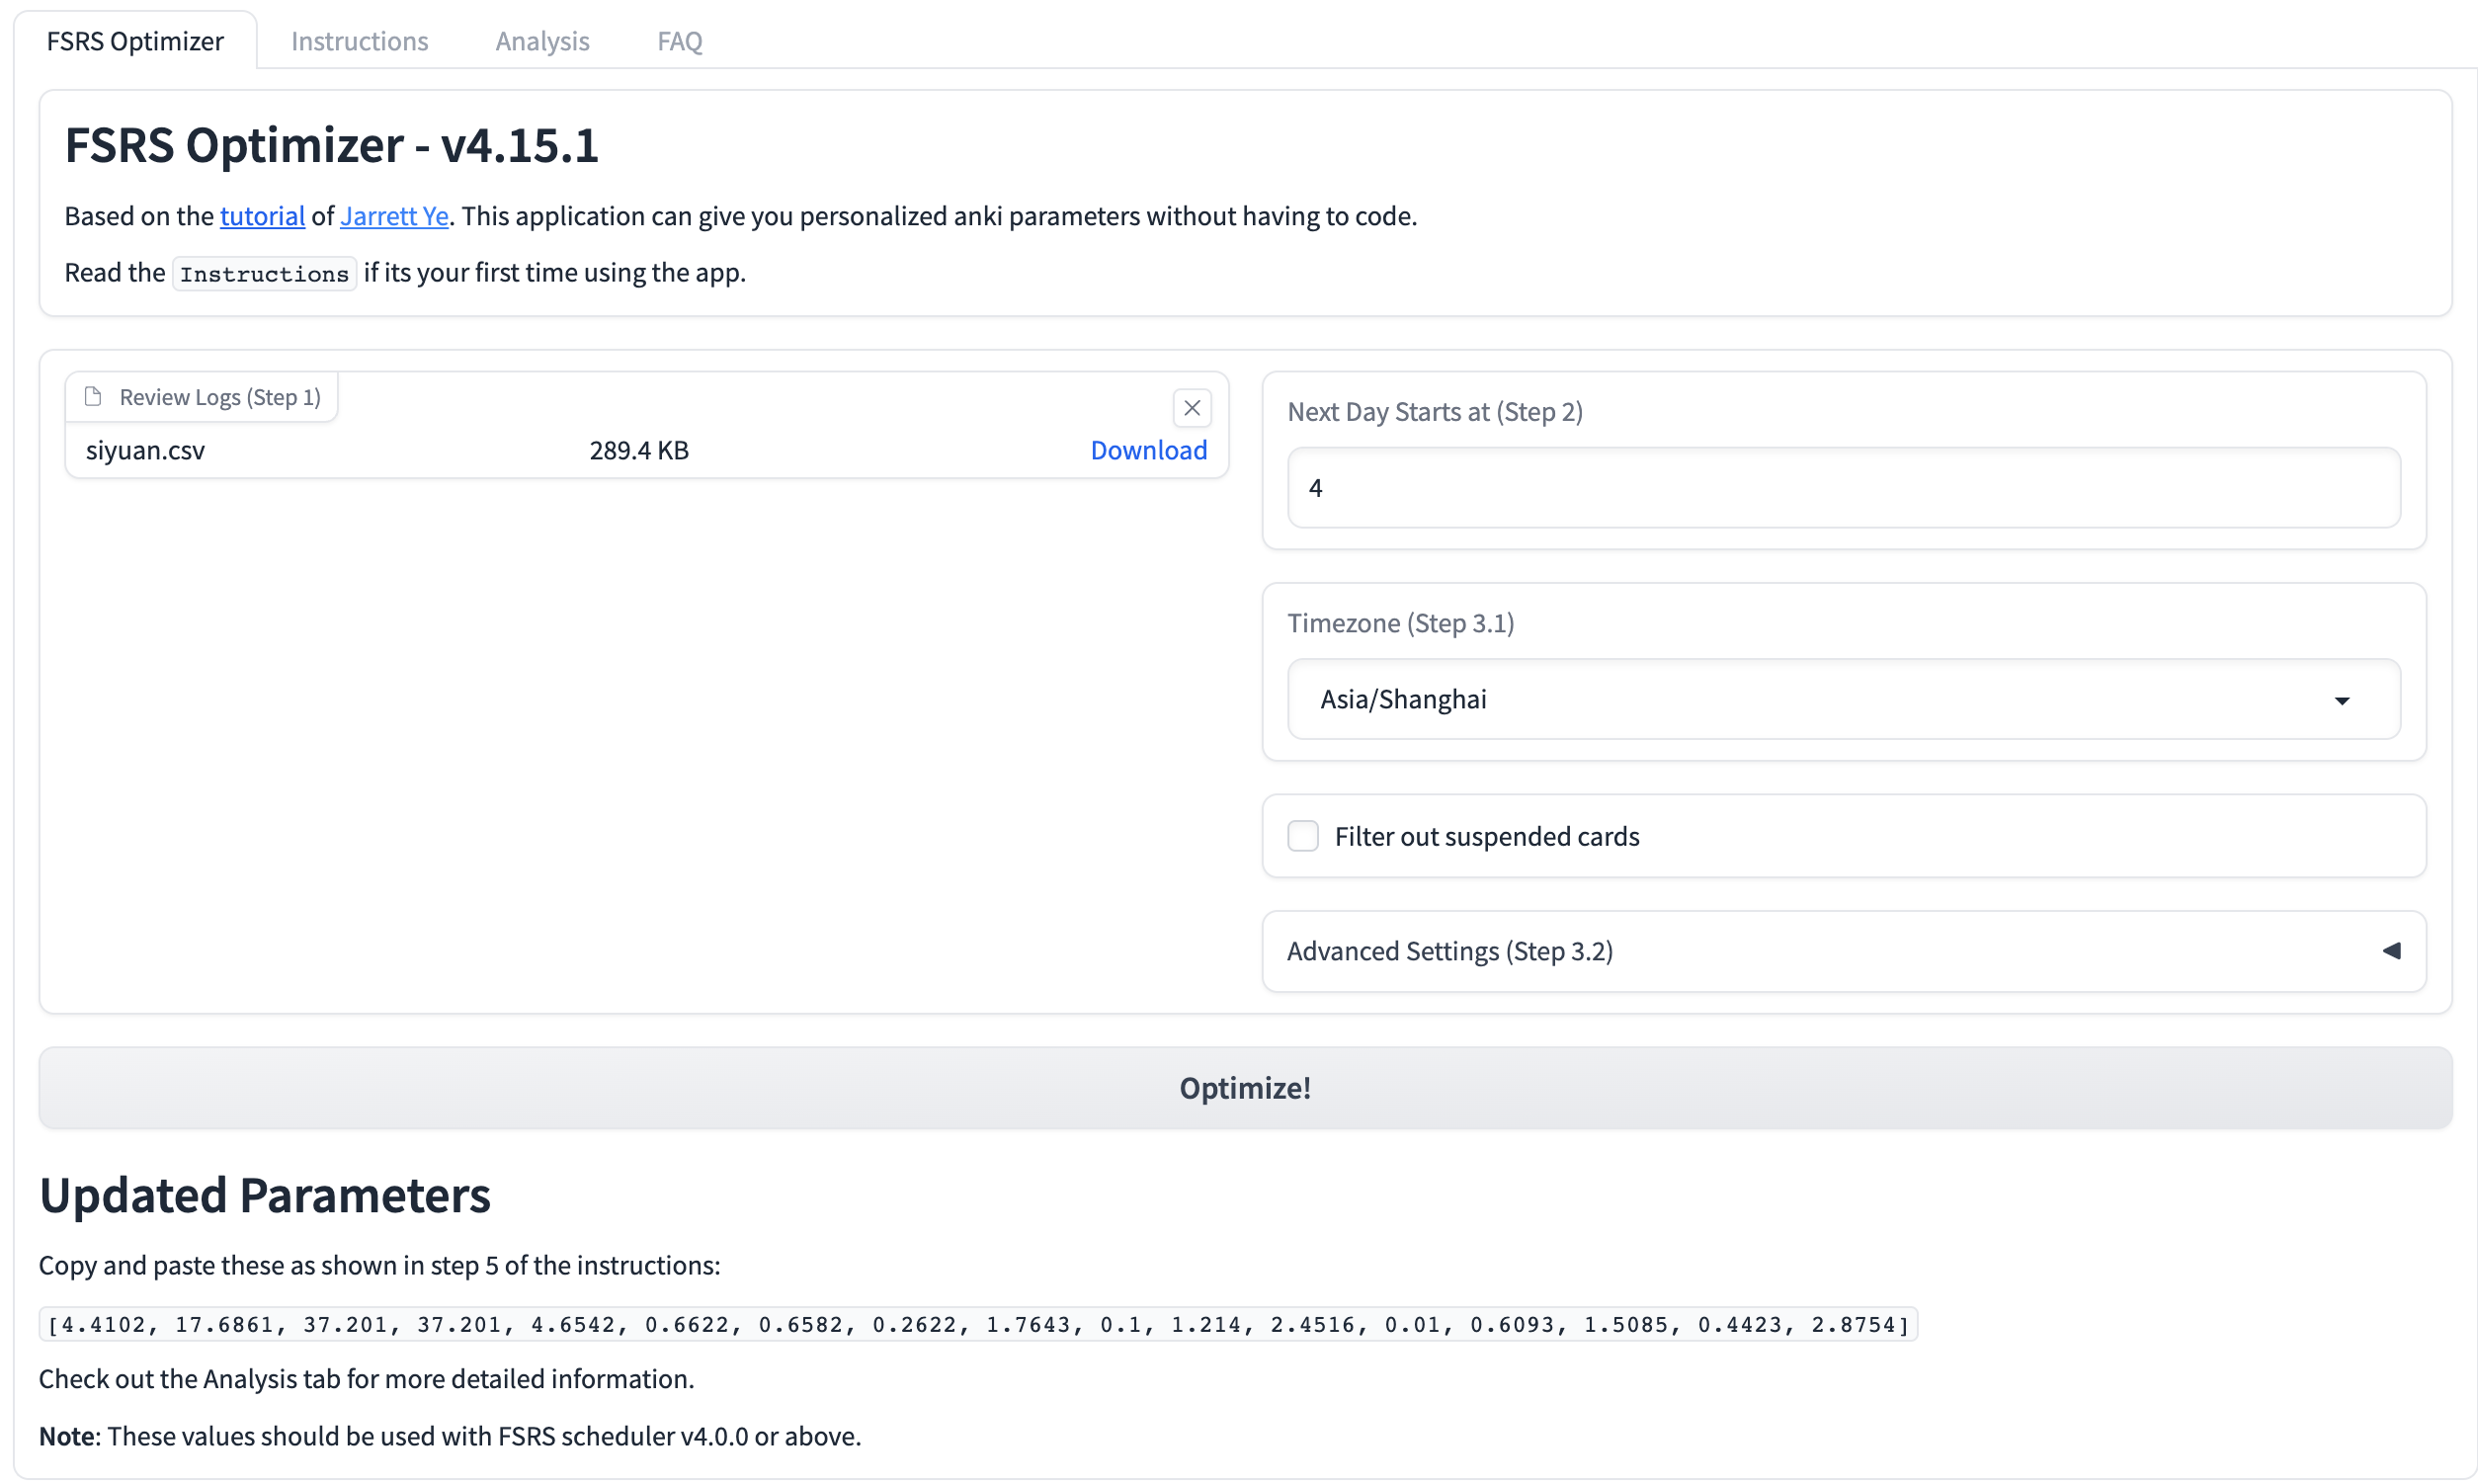 FSRS Optimizer
Instructions
Analysis
FAQ
FSRS Optimizer - v4.15.1
Based on the tutorial of Jarrett Ye. This application can give you personalized anki parameters without having to code.
Read the Instructions if its your first time using the app.
Review Logs (Step 1)
siyuan.csv 289.4 KB Download
Next Day Starts at (Step 2)
4
Timezone (Step 3.1)
Asia/Shanghai
Filter out suspended cards
Advanced Settings (Step 3.2)
Optimize!
Updated Parameters
Copy and paste these as shown in step 5 of the instructions:
[4.4102, 17.6861, 37.201, 37.201, 4.6542, 0.6622, 0.6582, 0.2622, 1.7643, 0.1, 1.214, 2.4516, 0.01, 0.6093, 1.5085, 0.4423, 2.8754]
Check out the Analysis tab for more detailed information.
Note: These values should be used with FSRS scheduler v4.0.0 or above.